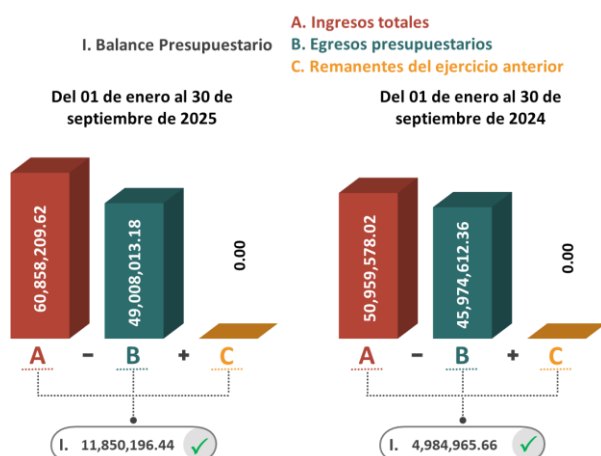 A. Ingresos totales
I. Balance Presupuestario
B. Egresos presupuestarios
C. Remanentes del ejercicio anterior
Del 01 de enero al 30 de
septiembre de 2025
60,858,209.62
49,008,013.18
0.00
A – B + C
I. 11,850,196.44 ✓
Del 01 de enero al 30 de
septiembre de 2024
50,959,578.02
45,974,612.36
0.00
A – B + C
I. 4,984,965.66 ✓